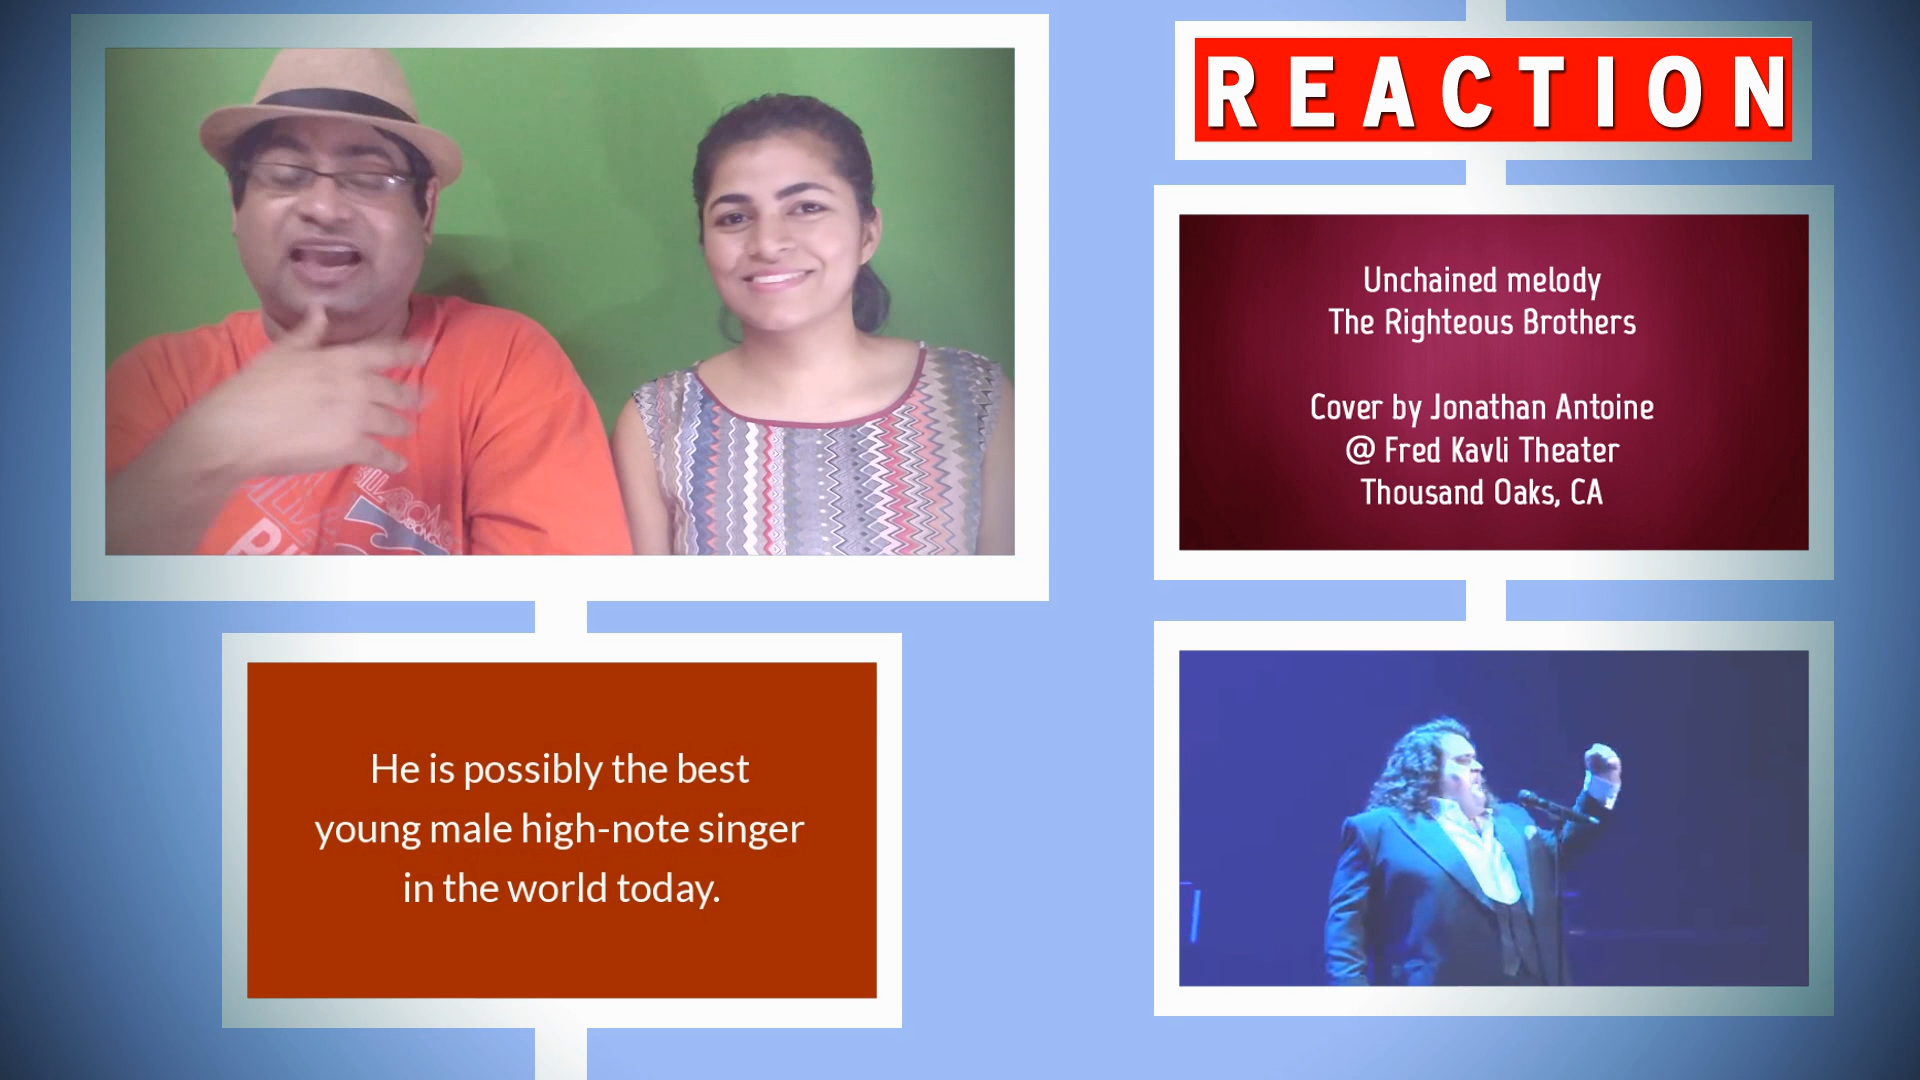 REACTION
Unchained melody
The Righteous Brothers
Cover by Jonathan Antoine
@ Fred Kavli Theater
Thousand Oaks, CA
He is possibly the best
young male high-note singer
in the world today.
BILLABONG